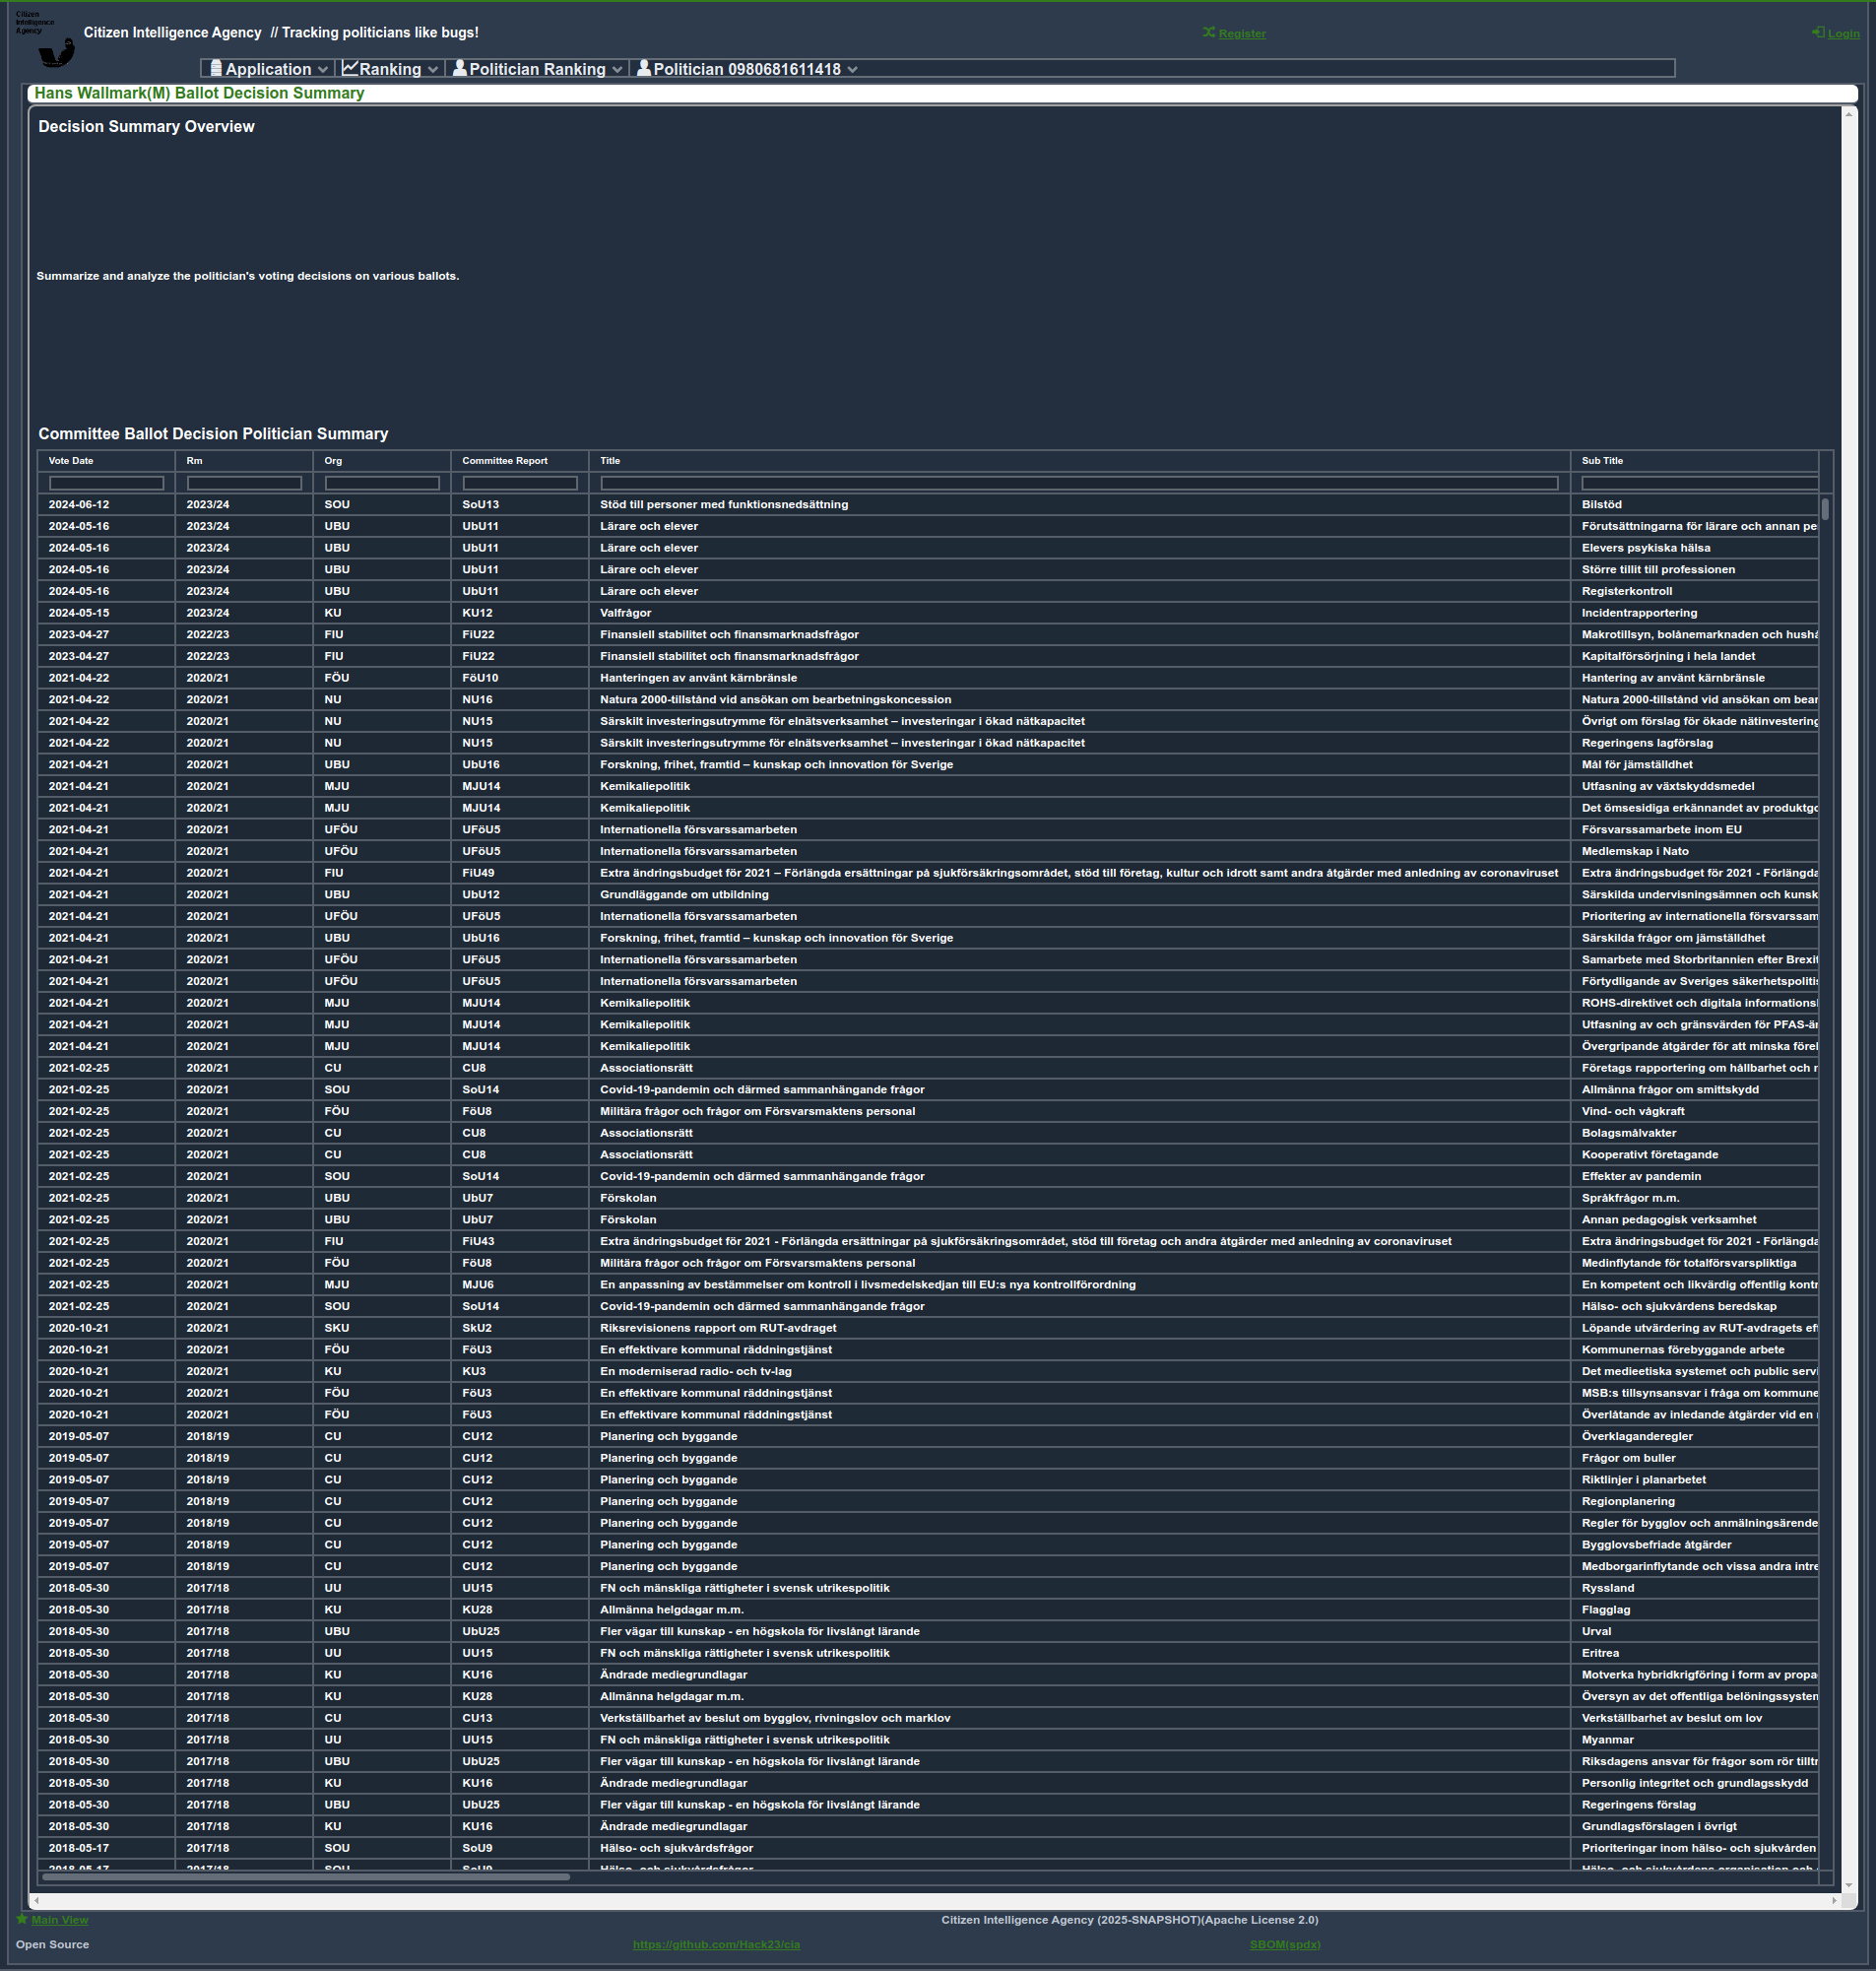 Citizen
Intelligence
Agency
Citizen Intelligence Agency // Tracking politicians like bugs!
Register
Login
Application Ranking Politician Ranking Politician 0980681611418
Hans Wallmark(M) Ballot Decision Summary
Decision Summary Overview
Summarize and analyze the politician's voting decisions on various ballots.
Committee Ballot Decision Politician Summary
Vote Date Rm Org Committee Report Title Sub Title
2024-06-12 2023/24 SOU SoU13 Stöd till personer med funktionsnedsättning Bilstöd
2024-05-16 2023/24 UBU UbU11 Lärare och elever Förutsättningarna för lärare och annan pe
2024-05-16 2023/24 UBU UbU11 Lärare och elever Elevers psykiska hälsa
2024-05-16 2023/24 UBU UbU11 Lärare och elever Större tillit till professionen
2024-05-16 2023/24 UBU UbU11 Lärare och elever Registerkontroll
2024-05-15 2023/24 KU KU12 Valfrågor Incidentrapportering
2023-04-27 2022/23 FIU FiU22 Finansiell stabilitet och finansmarknadsfrågor Makrotillsyn, bolånemarknaden och hushå
2023-04-27 2022/23 FIU FiU22 Finansiell stabilitet och finansmarknadsfrågor Kapitalförsörjning i hela landet
2021-04-22 2020/21 FÖU FöU10 Hanteringen av använt kärnbränsle Hantering av använt kärnbränsle
2021-04-22 2020/21 NU NU16 Natura 2000-tillstånd vid ansökan om bearbetningskoncession Natura 2000-tillstånd vid ansökan om bear
2021-04-22 2020/21 NU NU15 Särskilt investeringsutrymme för elnätsverksamhet – investeringar i ökad nätkapacitet Övrigt om förslag för ökade nätinvestering
2021-04-22 2020/21 NU NU15 Särskilt investeringsutrymme för elnätsverksamhet – investeringar i ökad nätkapacitet Regeringens lagförslag
2021-04-21 2020/21 UBU UbU16 Forskning, frihet, framtid – kunskap och innovation för Sverige Mål för jämställdhet
2021-04-21 2020/21 MJU MJU14 Kemikaliepolitik Utfasning av växtskyddsmedel
2021-04-21 2020/21 MJU MJU14 Kemikaliepolitik Det ömsesidiga erkännandet av produktgo
2021-04-21 2020/21 UFÖU UFöU5 Internationella försvarssamarbeten Försvarssamarbete inom EU
2021-04-21 2020/21 UFÖU UFöU5 Internationella försvarssamarbeten Medlemskap i Nato
2021-04-21 2020/21 FIU FiU49 Extra ändringsbudget för 2021 – Förlängda ersättningar på sjukförsäkringsområdet, stöd till företag, kultur och idrott samt andra åtgärder med anledning av coronaviruset Extra ändringsbudget för 2021 - Förlängda
2021-04-21 2020/21 UBU UbU12 Grundläggande om utbildning Särskilda undervisningsämnen och kunsk
2021-04-21 2020/21 UFÖU UFöU5 Internationella försvarssamarbeten Prioritering av internationella försvarssam
2021-04-21 2020/21 UBU UbU16 Forskning, frihet, framtid – kunskap och innovation för Sverige Särskilda frågor om jämställdhet
2021-04-21 2020/21 UFÖU UFöU5 Internationella försvarssamarbeten Samarbete med Storbritannien efter Brexit
2021-04-21 2020/21 UFÖU UFöU5 Internationella försvarssamarbeten Förtydligande av Sveriges säkerhetspolitis
2021-04-21 2020/21 MJU MJU14 Kemikaliepolitik ROHS-direktivet och digitala informationsl
2021-04-21 2020/21 MJU MJU14 Kemikaliepolitik Utfasning av och gränsvärden för PFAS-är
2021-04-21 2020/21 MJU MJU14 Kemikaliepolitik Övergripande åtgärder för att minska förel
2021-02-25 2020/21 CU CU8 Associationsrätt Företags rapportering om hållbarhet och r
2021-02-25 2020/21 SOU SoU14 Covid-19-pandemin och därmed sammanhängande frågor Allmänna frågor om smittskydd
2021-02-25 2020/21 FÖU FöU8 Militära frågor och frågor om Försvarsmaktens personal Vind- och vågkraft
2021-02-25 2020/21 CU CU8 Associationsrätt Bolagsmålvakter
2021-02-25 2020/21 CU CU8 Associationsrätt Kooperativt företagande
2021-02-25 2020/21 SOU SoU14 Covid-19-pandemin och därmed sammanhängande frågor Effekter av pandemin
2021-02-25 2020/21 UBU UbU7 Förskolan Språkfrågor m.m.
2021-02-25 2020/21 UBU UbU7 Förskolan Annan pedagogisk verksamhet
2021-02-25 2020/21 FIU FiU43 Extra ändringsbudget för 2021 - Förlängda ersättningar på sjukförsäkringsområdet, stöd till företag och andra åtgärder med anledning av coronaviruset Extra ändringsbudget för 2021 - Förlängda
2021-02-25 2020/21 FÖU FöU8 Militära frågor och frågor om Försvarsmaktens personal Medinflytande för totalförsvarspliktiga
2021-02-25 2020/21 MJU MJU6 En anpassning av bestämmelser om kontroll i livsmedelskedjan till EU:s nya kontrollförordning En kompetent och likvärdig offentlig kontr
2021-02-25 2020/21 SOU SoU14 Covid-19-pandemin och därmed sammanhängande frågor Hälso- och sjukvårdens beredskap
2020-10-21 2020/21 SKU SkU2 Riksrevisionens rapport om RUT-avdraget Löpande utvärdering av RUT-avdragets eff
2020-10-21 2020/21 FÖU FöU3 En effektivare kommunal räddningstjänst Kommunernas förebyggande arbete
2020-10-21 2020/21 KU KU3 En moderniserad radio- och tv-lag Det medieetiska systemet och public servi
2020-10-21 2020/21 FÖU FöU3 En effektivare kommunal räddningstjänst MSB:s tillsynsansvar i fråga om kommune
2020-10-21 2020/21 FÖU FöU3 En effektivare kommunal räddningstjänst Överlåtande av inledande åtgärder vid en
2019-05-07 2018/19 CU CU12 Planering och byggande Överklaganderegler
2019-05-07 2018/19 CU CU12 Planering och byggande Frågor om buller
2019-05-07 2018/19 CU CU12 Planering och byggande Riktlinjer i planarbetet
2019-05-07 2018/19 CU CU12 Planering och byggande Regionplanering
2019-05-07 2018/19 CU CU12 Planering och byggande Regler för bygglov och anmälningsärende
2019-05-07 2018/19 CU CU12 Planering och byggande Bygglovsbefriade åtgärder
2019-05-07 2018/19 CU CU12 Planering och byggande Medborgarinflytande och vissa andra intre
2018-05-30 2017/18 UU UU15 FN och mänskliga rättigheter i svensk utrikespolitik Ryssland
2018-05-30 2017/18 KU KU28 Allmänna helgdagar m.m. Flagglag
2018-05-30 2017/18 UBU UbU25 Fler vägar till kunskap - en högskola för livslångt lärande Urval
2018-05-30 2017/18 UU UU15 FN och mänskliga rättigheter i svensk utrikespolitik Eritrea
2018-05-30 2017/18 KU KU16 Ändrade mediegrundlagar Motverka hybridkrigföring i form av propa
2018-05-30 2017/18 KU KU28 Allmänna helgdagar m.m. Översyn av det offentliga belöningssysten
2018-05-30 2017/18 CU CU13 Verkställbarhet av beslut om bygglov, rivningslov och marklov Verkställbarhet av beslut om lov
2018-05-30 2017/18 UU UU15 FN och mänskliga rättigheter i svensk utrikespolitik Myanmar
2018-05-30 2017/18 UBU UbU25 Fler vägar till kunskap - en högskola för livslångt lärande Riksdagens ansvar för frågor som rör tilltr
2018-05-30 2017/18 KU KU16 Ändrade mediegrundlagar Personlig integritet och grundlagsskydd
2018-05-30 2017/18 UBU UbU25 Fler vägar till kunskap - en högskola för livslångt lärande Regeringens förslag
2018-05-30 2017/18 KU KU16 Ändrade mediegrundlagar Grundlagsförslagen i övrigt
2018-05-17 2017/18 SOU SoU9 Hälso- och sjukvårdsfrågor Prioriteringar inom hälso- och sjukvården
2018-05-17 2017/18 SOU SoU9 Hälso- och sjukvårdsfrågor Hälso- och sjukvårdens organisation och
Main View
Citizen Intelligence Agency (2025-SNAPSHOT)(Apache License 2.0)
Open Source
https://github.com/Hack23/cia
SBOM(spdx)